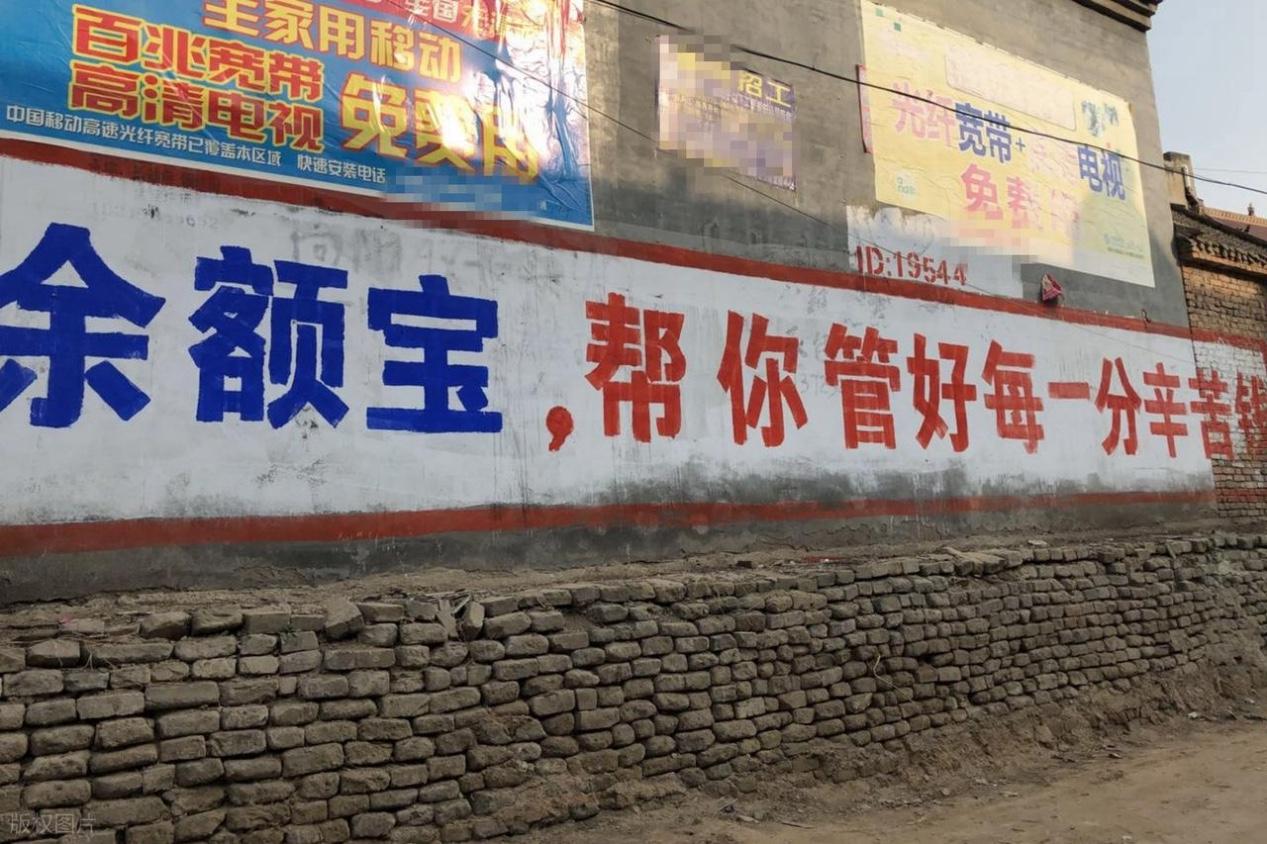 全家用移动
百兆宽带
高清电视
免费用
中国移动高速光纤宽带已覆盖本区域 快速安装电话
招工
光纤宽带+
电视
免费
ID:19544
余额宝,帮你管好每一分辛苦钱
版权图片